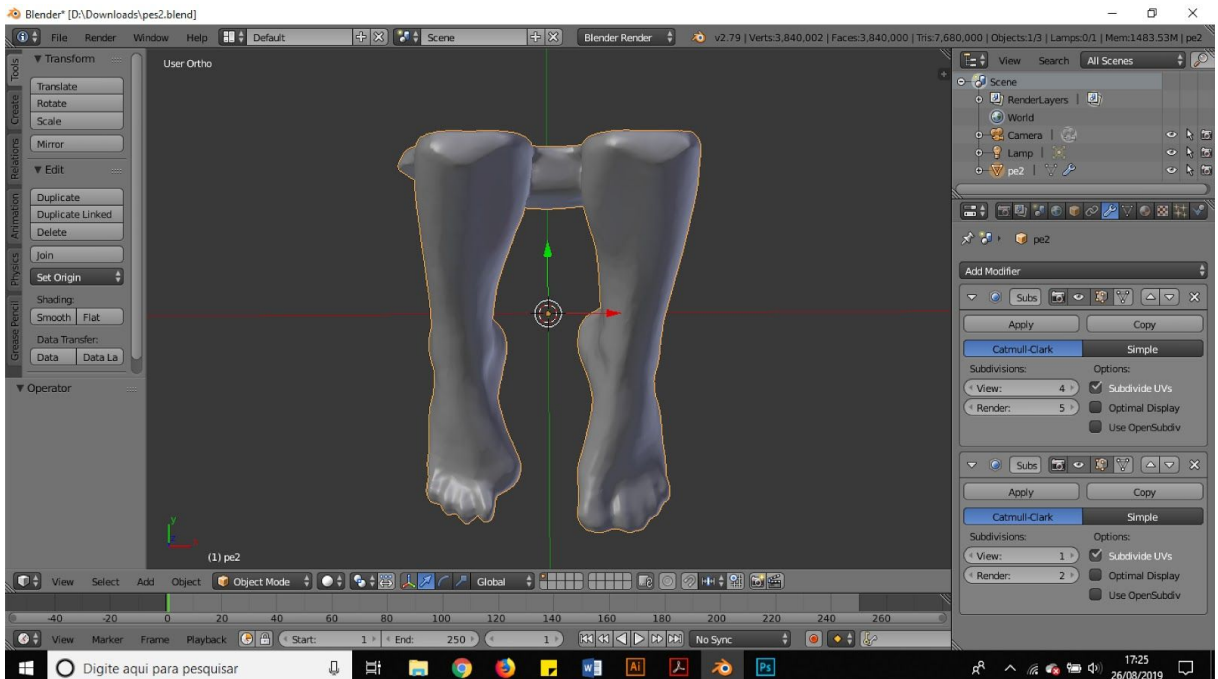 Blender* [D:\Downloads\pes2.blend]
File Render Window Help Default Scene Blender Render v2.79 | Verts:3,840,002 | Faces:3,840,000 | Tris:7,680,000 | Objects:1/3 | Lamps:0/1 | Mem:1483.53M | pe2
Tools
Create
Relations
Animation
Physics
Grease Pencil
Transform
Translate
Rotate
Scale
Mirror
Edit
Duplicate
Duplicate Linked
Delete
Join
Set Origin
Shading:
Smooth Flat
Data Transfer:
Data Data La
Operator
User Ortho
y
(1) pe2
View Search All Scenes
Scene
RenderLayers
World
Camera
Lamp
pe2
pe2
Add Modifier
Subs
Apply Copy
Catmull-Clark Simple
Subdivisions: Options:
View: 4 Subdivide UVs
Render: 5 Optimal Display
Use OpenSubdiv
Subs
Apply Copy
Catmull-Clark Simple
Subdivisions: Options:
View: 1 Subdivide UVs
Render: 2 Optimal Display
Use OpenSubdiv
View Select Add Object Object Mode Global
-40 -20 0 20 40 60 80 100 120 140 160 180 200 220 240 260
View Marker Frame Playback Start: 1 End: 250 1 No Sync
Digite aqui para pesquisar
W
Ai
Ps
17:25
26/08/2019